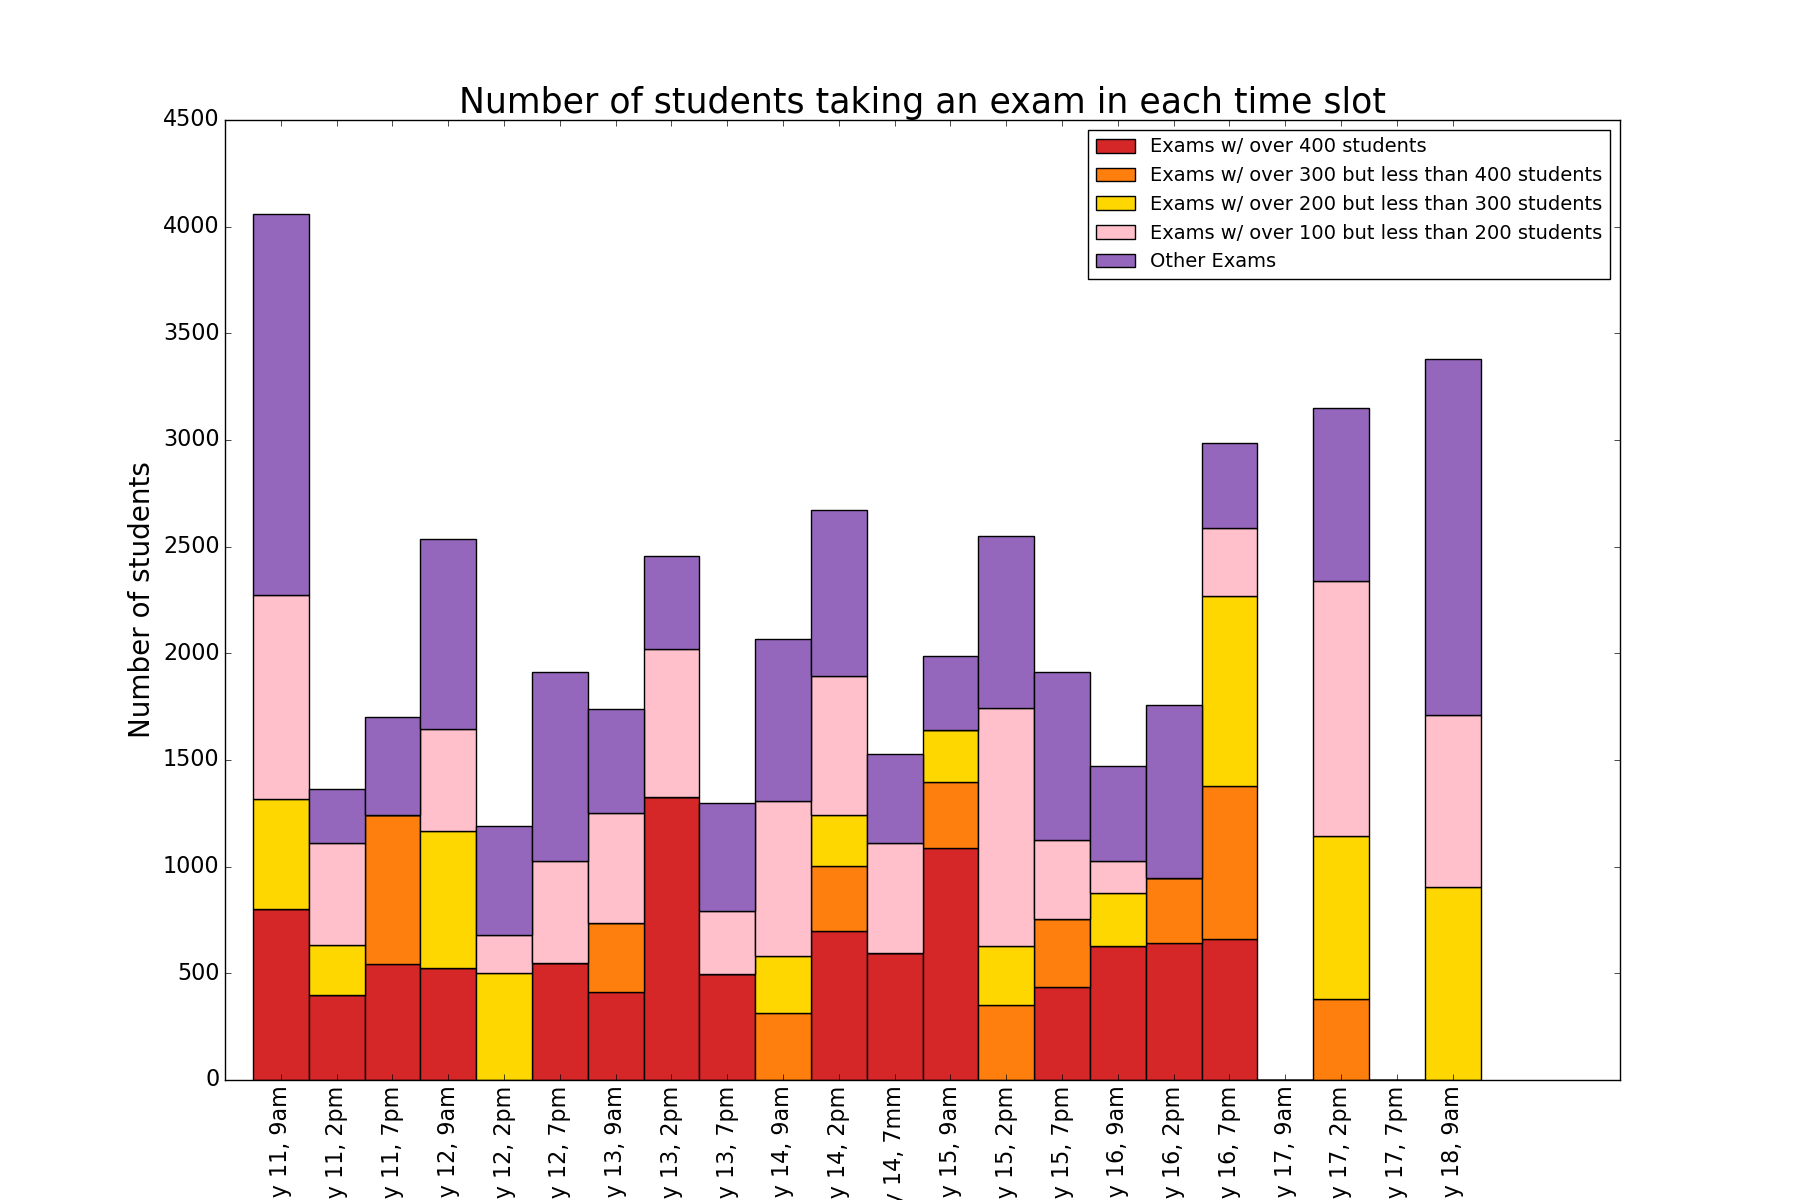 Number of students taking an exam in each time slot
4500
4000
3500
3000
2500
2000
1500
1000
500
0
Number of students
Exams w/ over 400 students
Exams w/ over 300 but less than 400 students
Exams w/ over 200 but less than 300 students
Exams w/ over 100 but less than 200 students
Other Exams
y 11, 9am
y 11, 2pm
y 11, 7pm
y 12, 9am
y 12, 2pm
y 12, 7pm
y 13, 9am
y 13, 2pm
y 13, 7pm
y 14, 9am
y 14, 2pm
y 14, 7mm
y 15, 9am
y 15, 2pm
y 15, 7pm
y 16, 9am
y 16, 2pm
y 16, 7pm
y 17, 9am
y 17, 2pm
y 17, 7pm
y 18, 9am